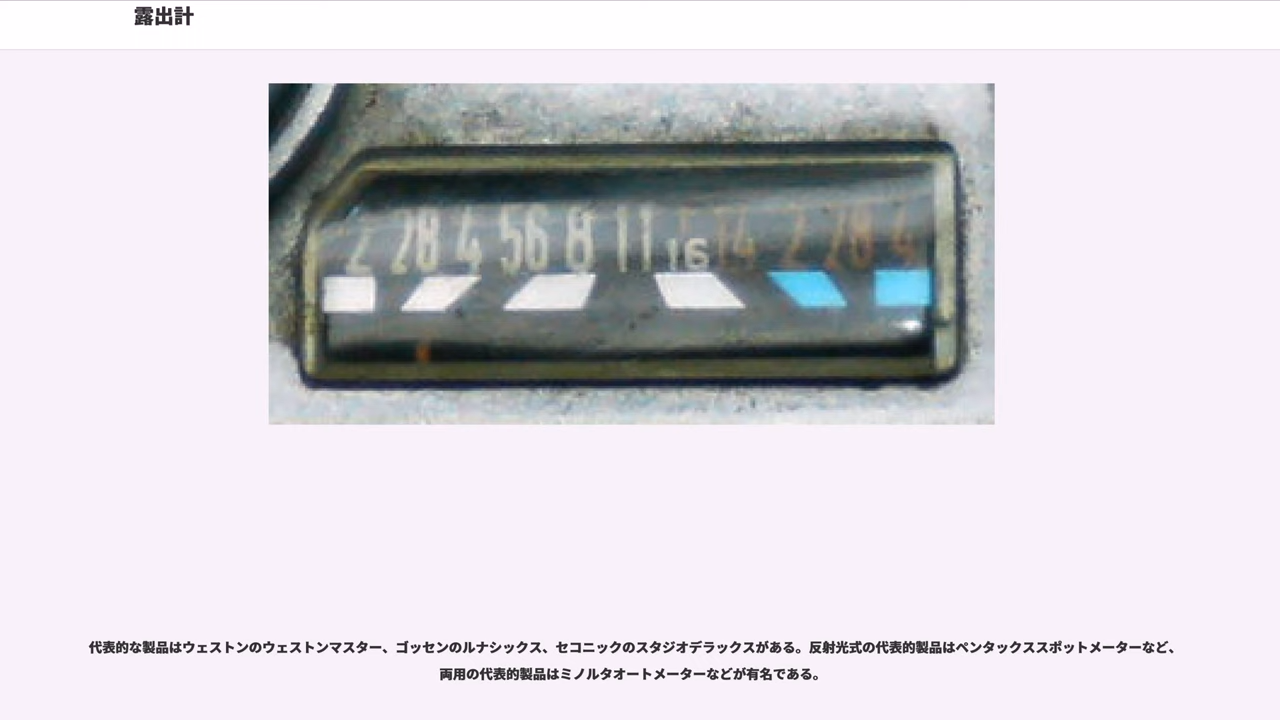 露出計
2 28 4 56 8 11 16 14 2 28 4
代表的な製品はウェストンのウェストンマスター、ゴッセンのルナシックス、セコニックのスタジオデラックスがある。反射光式の代表的製品はペンタックススポットメーターなど、
両用の代表的製品はミノルタオートメーターなどが有名である。